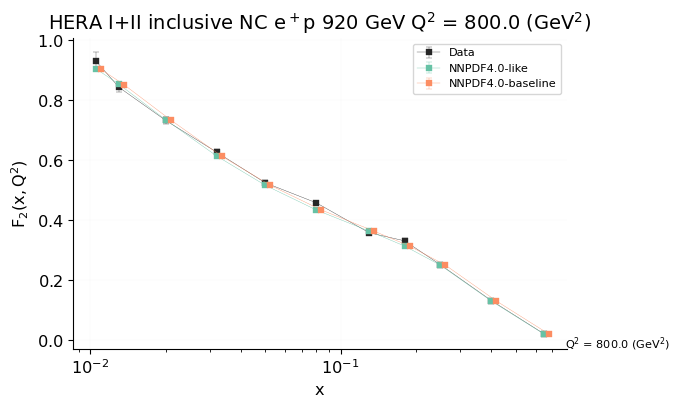 HERA I+II inclusive NC e⁺p 920 GeV Q² = 800.0 (GeV²)
1.0
0.8
0.6
0.4
0.2
0.0
F₂(x, Q²)
Data
NNPDF4.0-like
NNPDF4.0-baseline
Q² = 800.0 (GeV²)
10⁻² 10⁻¹
x